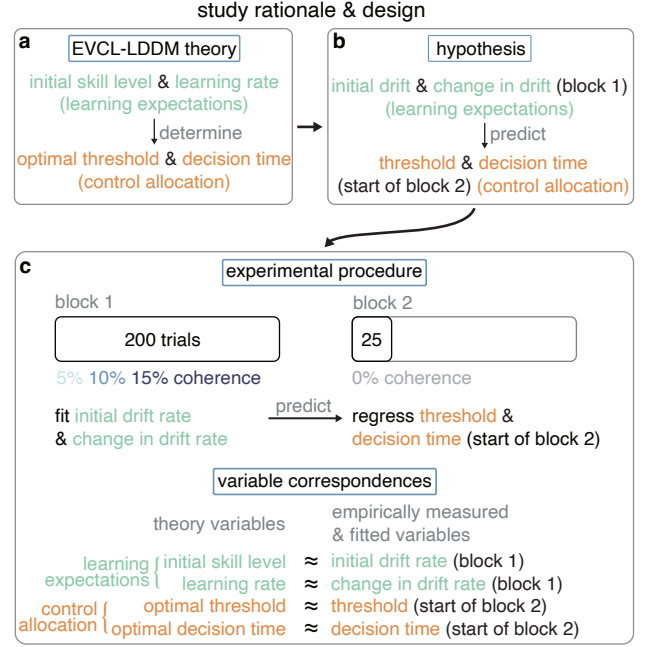 study rationale & design
a
EVCL-LDDM theory
initial skill level & learning rate
(learning expectations)
determine
optimal threshold & decision time
(control allocation)
b
hypothesis
initial drift & change in drift (block 1)
(learning expectations)
predict
threshold & decision time
(start of block 2) (control allocation)
c
experimental procedure
block 1
200 trials
5% 10% 15% coherence
block 2
25
0% coherence
fit initial drift rate
& change in drift rate
predict
regress threshold &
decision time (start of block 2)
variable correspondences
theory variables
empirically measured
& fitted variables
learning
expectations
initial skill level ≈ initial drift rate (block 1)
learning rate ≈ change in drift rate (block 1)
control
allocation
optimal threshold ≈ threshold (start of block 2)
optimal decision time ≈ decision time (start of block 2)